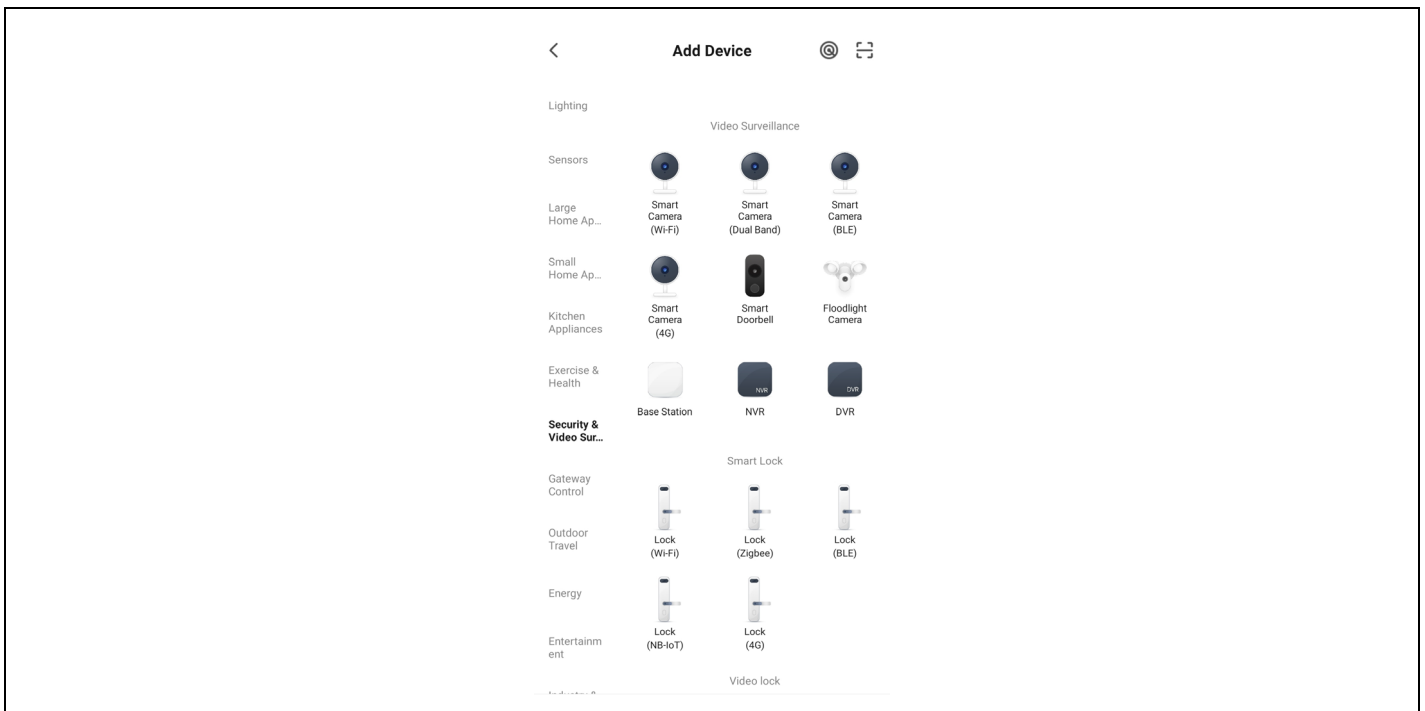 Add Device
Lighting
Sensors
Large
Home Ap...
Small
Home Ap...
Kitchen
Appliances
Exercise &
Health
Security &
Video Sur...
Gateway
Control
Outdoor
Travel
Energy
Entertainm
ent
Video Surveillance
Smart
Camera
(Wi-Fi)
Smart
Camera
(Dual Band)
Smart
Camera
(BLE)
Smart
Camera
(4G)
Smart
Doorbell
Floodlight
Camera
Base Station
NVR
NVR
DVR
DVR
Smart Lock
Lock
(Wi-Fi)
Lock
(Zigbee)
Lock
(BLE)
Lock
(NB-IoT)
Lock
(4G)
Video lock